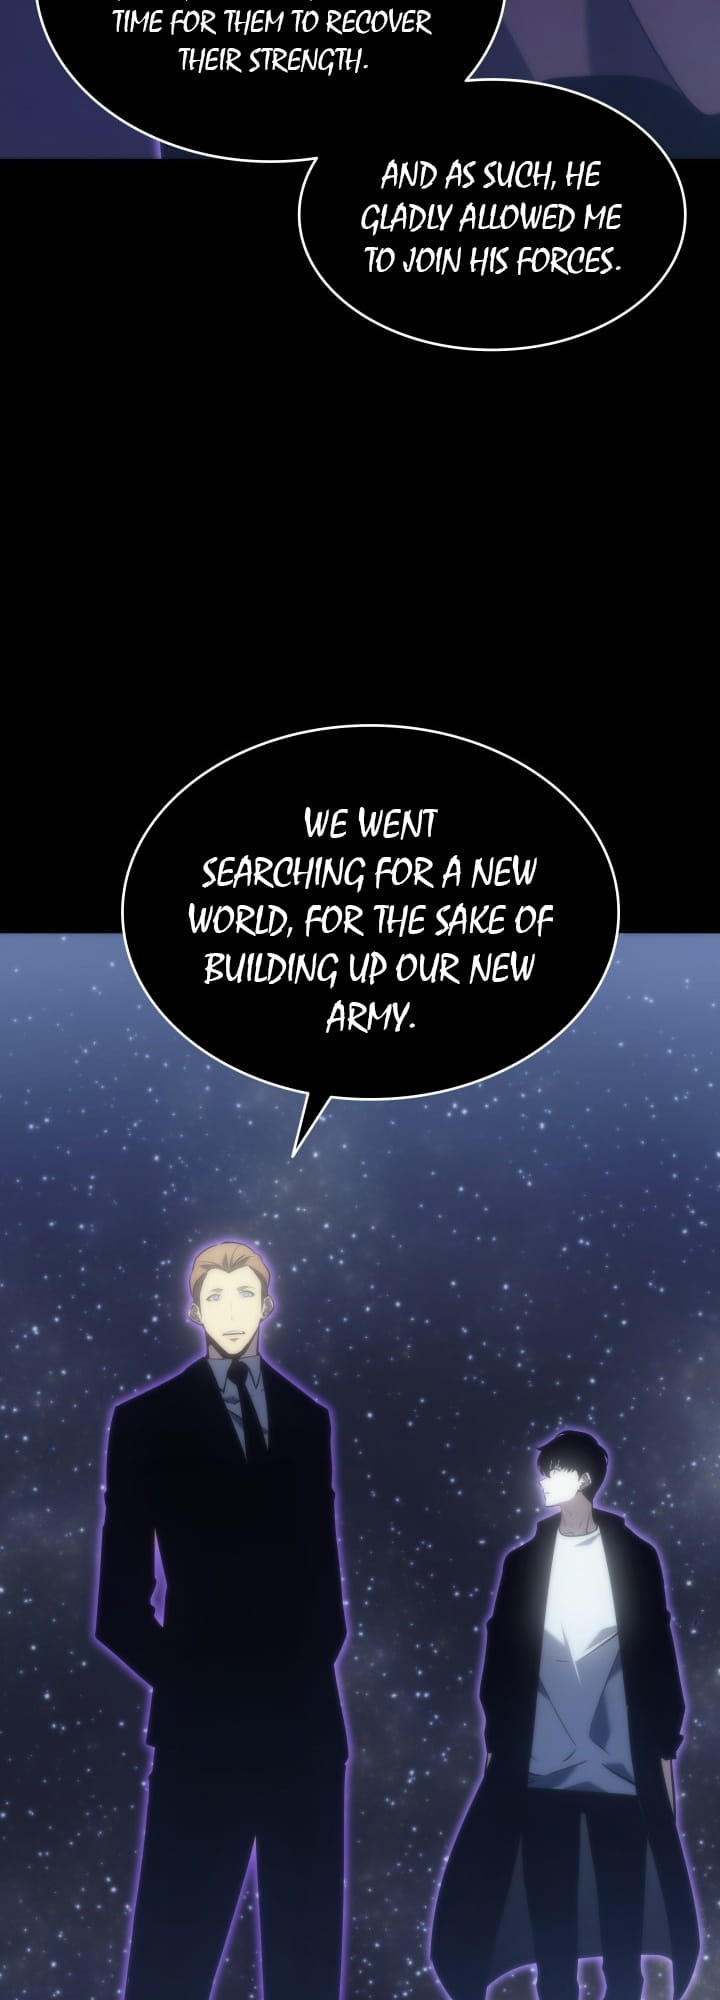 TIME FOR THEM TO RECOVER
THEIR STRENGTH.
AND AS SUCH, HE
GLADLY ALLOWED ME
TO JOIN HIS FORCES.
WE WENT
SEARCHING FOR A NEW
WORLD, FOR THE SAKE OF
BUILDING UP OUR NEW
ARMY.